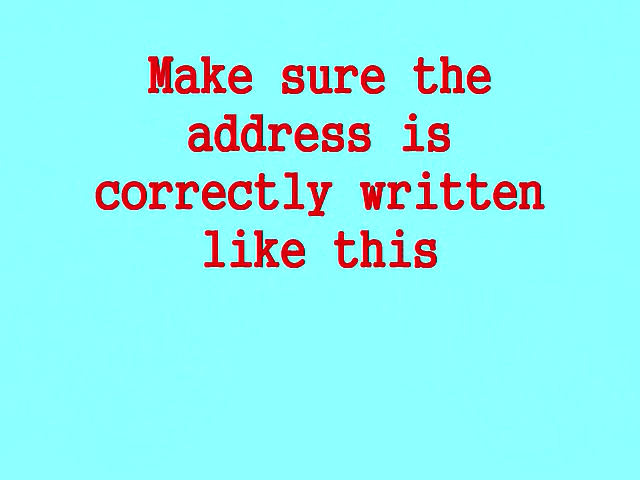 Make sure the
address is
correctly written
like this